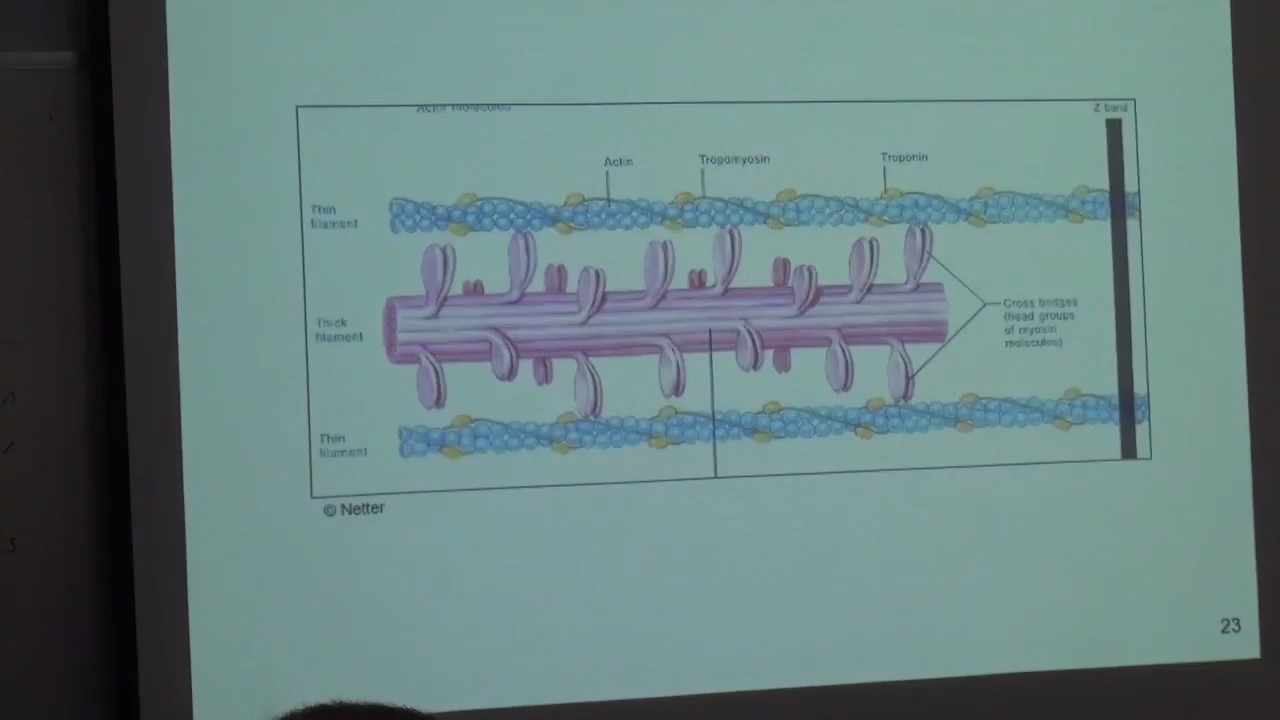 Z band
Actin
Tropomyosin
Troponin
Thin
filament
Thick
filament
Cross bridges
(head groups
of myosin
molecules)
Thin
filament
© Netter
23